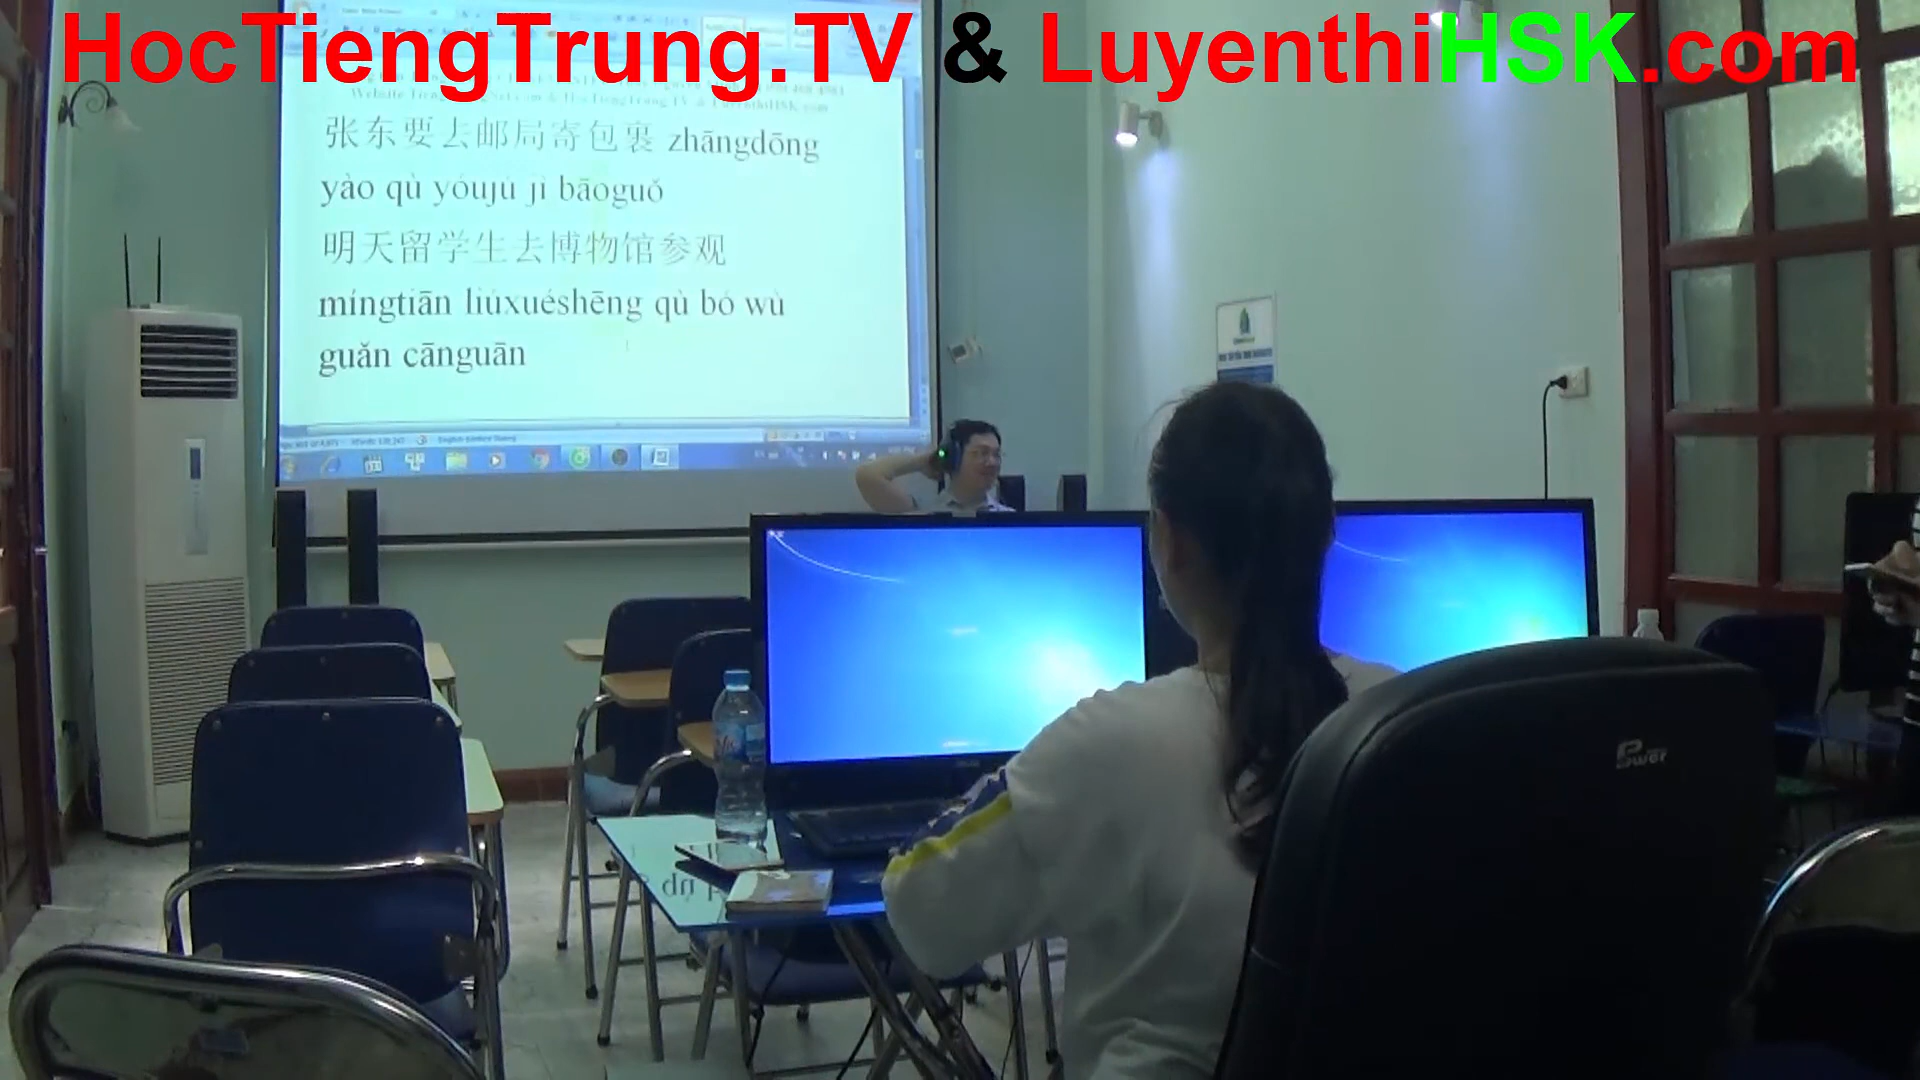 HocTiengTrung.TV & LuyenthiHSK.com
张东要去邮局寄包裹 zhāngdōng
yào qù yóujú jì bāoguǒ
明天留学生去博物馆参观
míngtiān liúxuéshēng qù bó wù
guǎn cānguān
Power